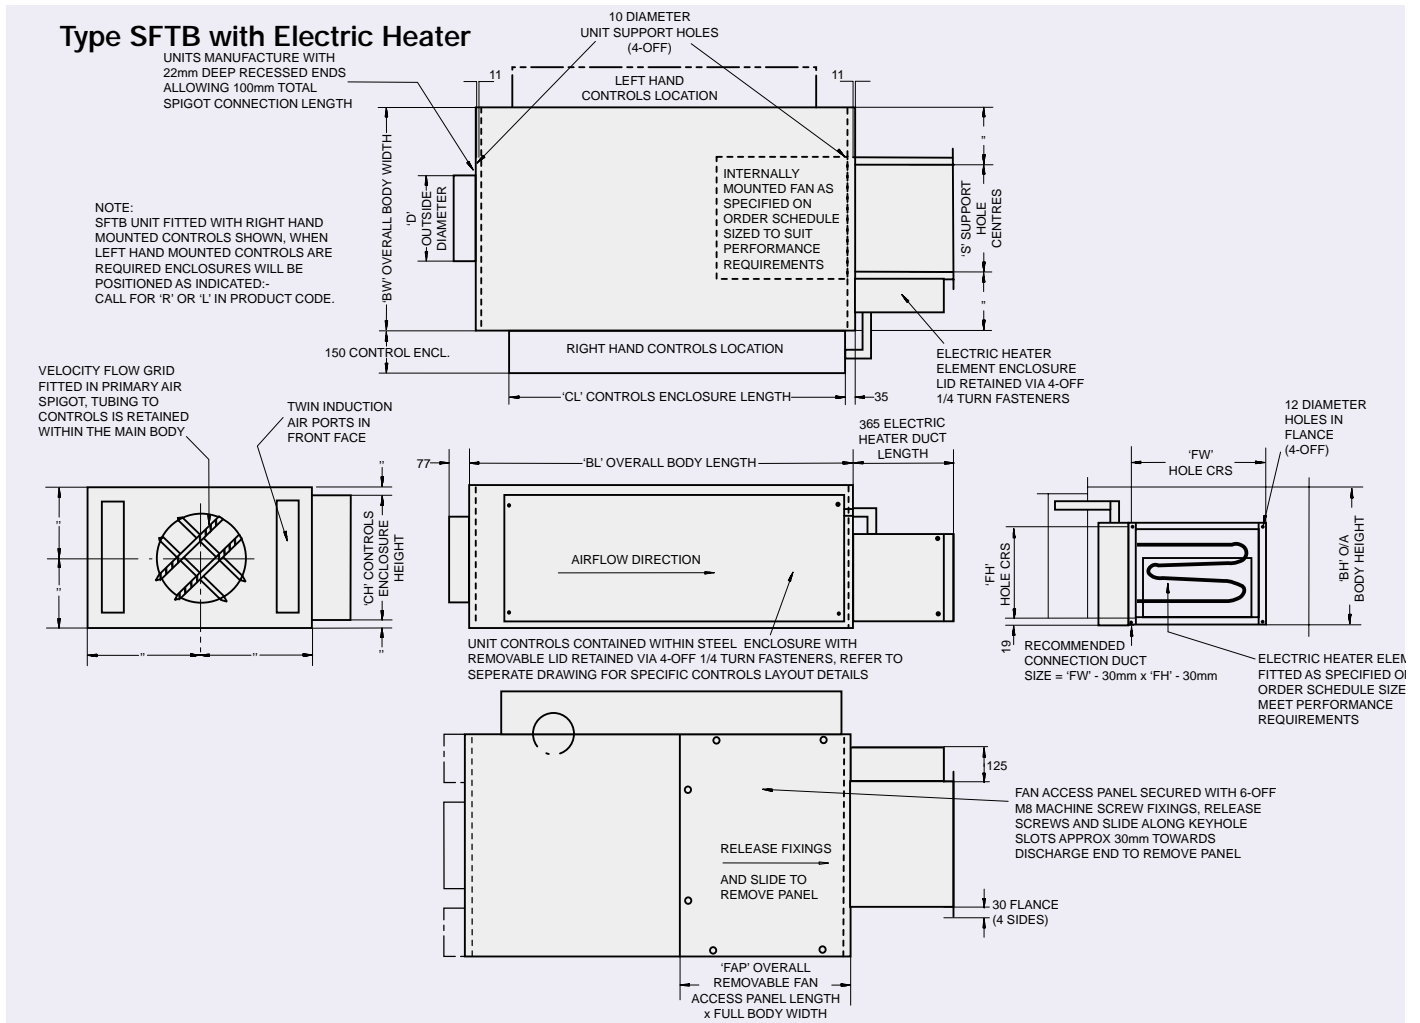 Type SFTB with Electric Heater
UNITS MANUFACTURE WITH
22mm DEEP RECESSED ENDS
ALLOWING 100mm TOTAL
SPIGOT CONNECTION LENGTH
10 DIAMETER
UNIT SUPPORT HOLES
(4-OFF)
11
LEFT HAND
CONTROLS LOCATION
11
'BW' OVERALL BODY WIDTH
'D'
OUTSIDE
DIAMETER
INTERNALLY
MOUNTED FAN AS
SPECIFIED ON
ORDER SCHEDULE
SIZED TO SUIT
PERFORMANCE
REQUIREMENTS
"
'S' SUPPORT
HOLE
CENTRES
"
NOTE:
SFTB UNIT FITTED WITH RIGHT HAND
MOUNTED CONTROLS SHOWN, WHEN
LEFT HAND MOUNTED CONTROLS ARE
REQUIRED ENCLOSURES WILL BE
POSITIONED AS INDICATED:-
CALL FOR 'R' OR 'L' IN PRODUCT CODE.
150 CONTROL ENCL.
RIGHT HAND CONTROLS LOCATION
ELECTRIC HEATER
ELEMENT ENCLOSURE
LID RETAINED VIA 4-OFF
1/4 TURN FASTENERS
'CL' CONTROLS ENCLOSURE LENGTH
35
VELOCITY FLOW GRID
FITTED IN PRIMARY AIR
SPIGOT, TUBING TO
CONTROLS IS RETAINED
WITHIN THE MAIN BODY
TWIN INDUCTION
AIR PORTS IN
FRONT FACE
"
"
"
'CH' CONTROLS
ENCLOSURE
HEIGHT
"
"
"
77
'BL' OVERALL BODY LENGTH
365 ELECTRIC
HEATER DUCT
LENGTH
AIRFLOW DIRECTION
UNIT CONTROLS CONTAINED WITHIN STEEL ENCLOSURE WITH
REMOVABLE LID RETAINED VIA 4-OFF 1/4 TURN FASTENERS, REFER TO
SEPERATE DRAWING FOR SPECIFIC CONTROLS LAYOUT DETAILS
12 DIAMETER
HOLES IN
FLANCE
(4-OFF)
'FW'
HOLE CRS
'FH'
HOLE CRS
'BH' O/A
BODY HEIGHT
19
RECOMMENDED
CONNECTION DUCT
SIZE = 'FW' - 30mm x 'FH' - 30mm
ELECTRIC HEATER ELEM
FITTED AS SPECIFIED O
ORDER SCHEDULE SIZE
MEET PERFORMANCE
REQUIREMENTS
125
FAN ACCESS PANEL SECURED WITH 6-OFF
M8 MACHINE SCREW FIXINGS, RELEASE
SCREWS AND SLIDE ALONG KEYHOLE
SLOTS APPROX 30mm TOWARDS
DISCHARGE END TO REMOVE PANEL
RELEASE FIXINGS
AND SLIDE TO
REMOVE PANEL
30 FLANCE
(4 SIDES)
'FAP' OVERALL
REMOVABLE FAN
ACCESS PANEL LENGTH
x FULL BODY WIDTH